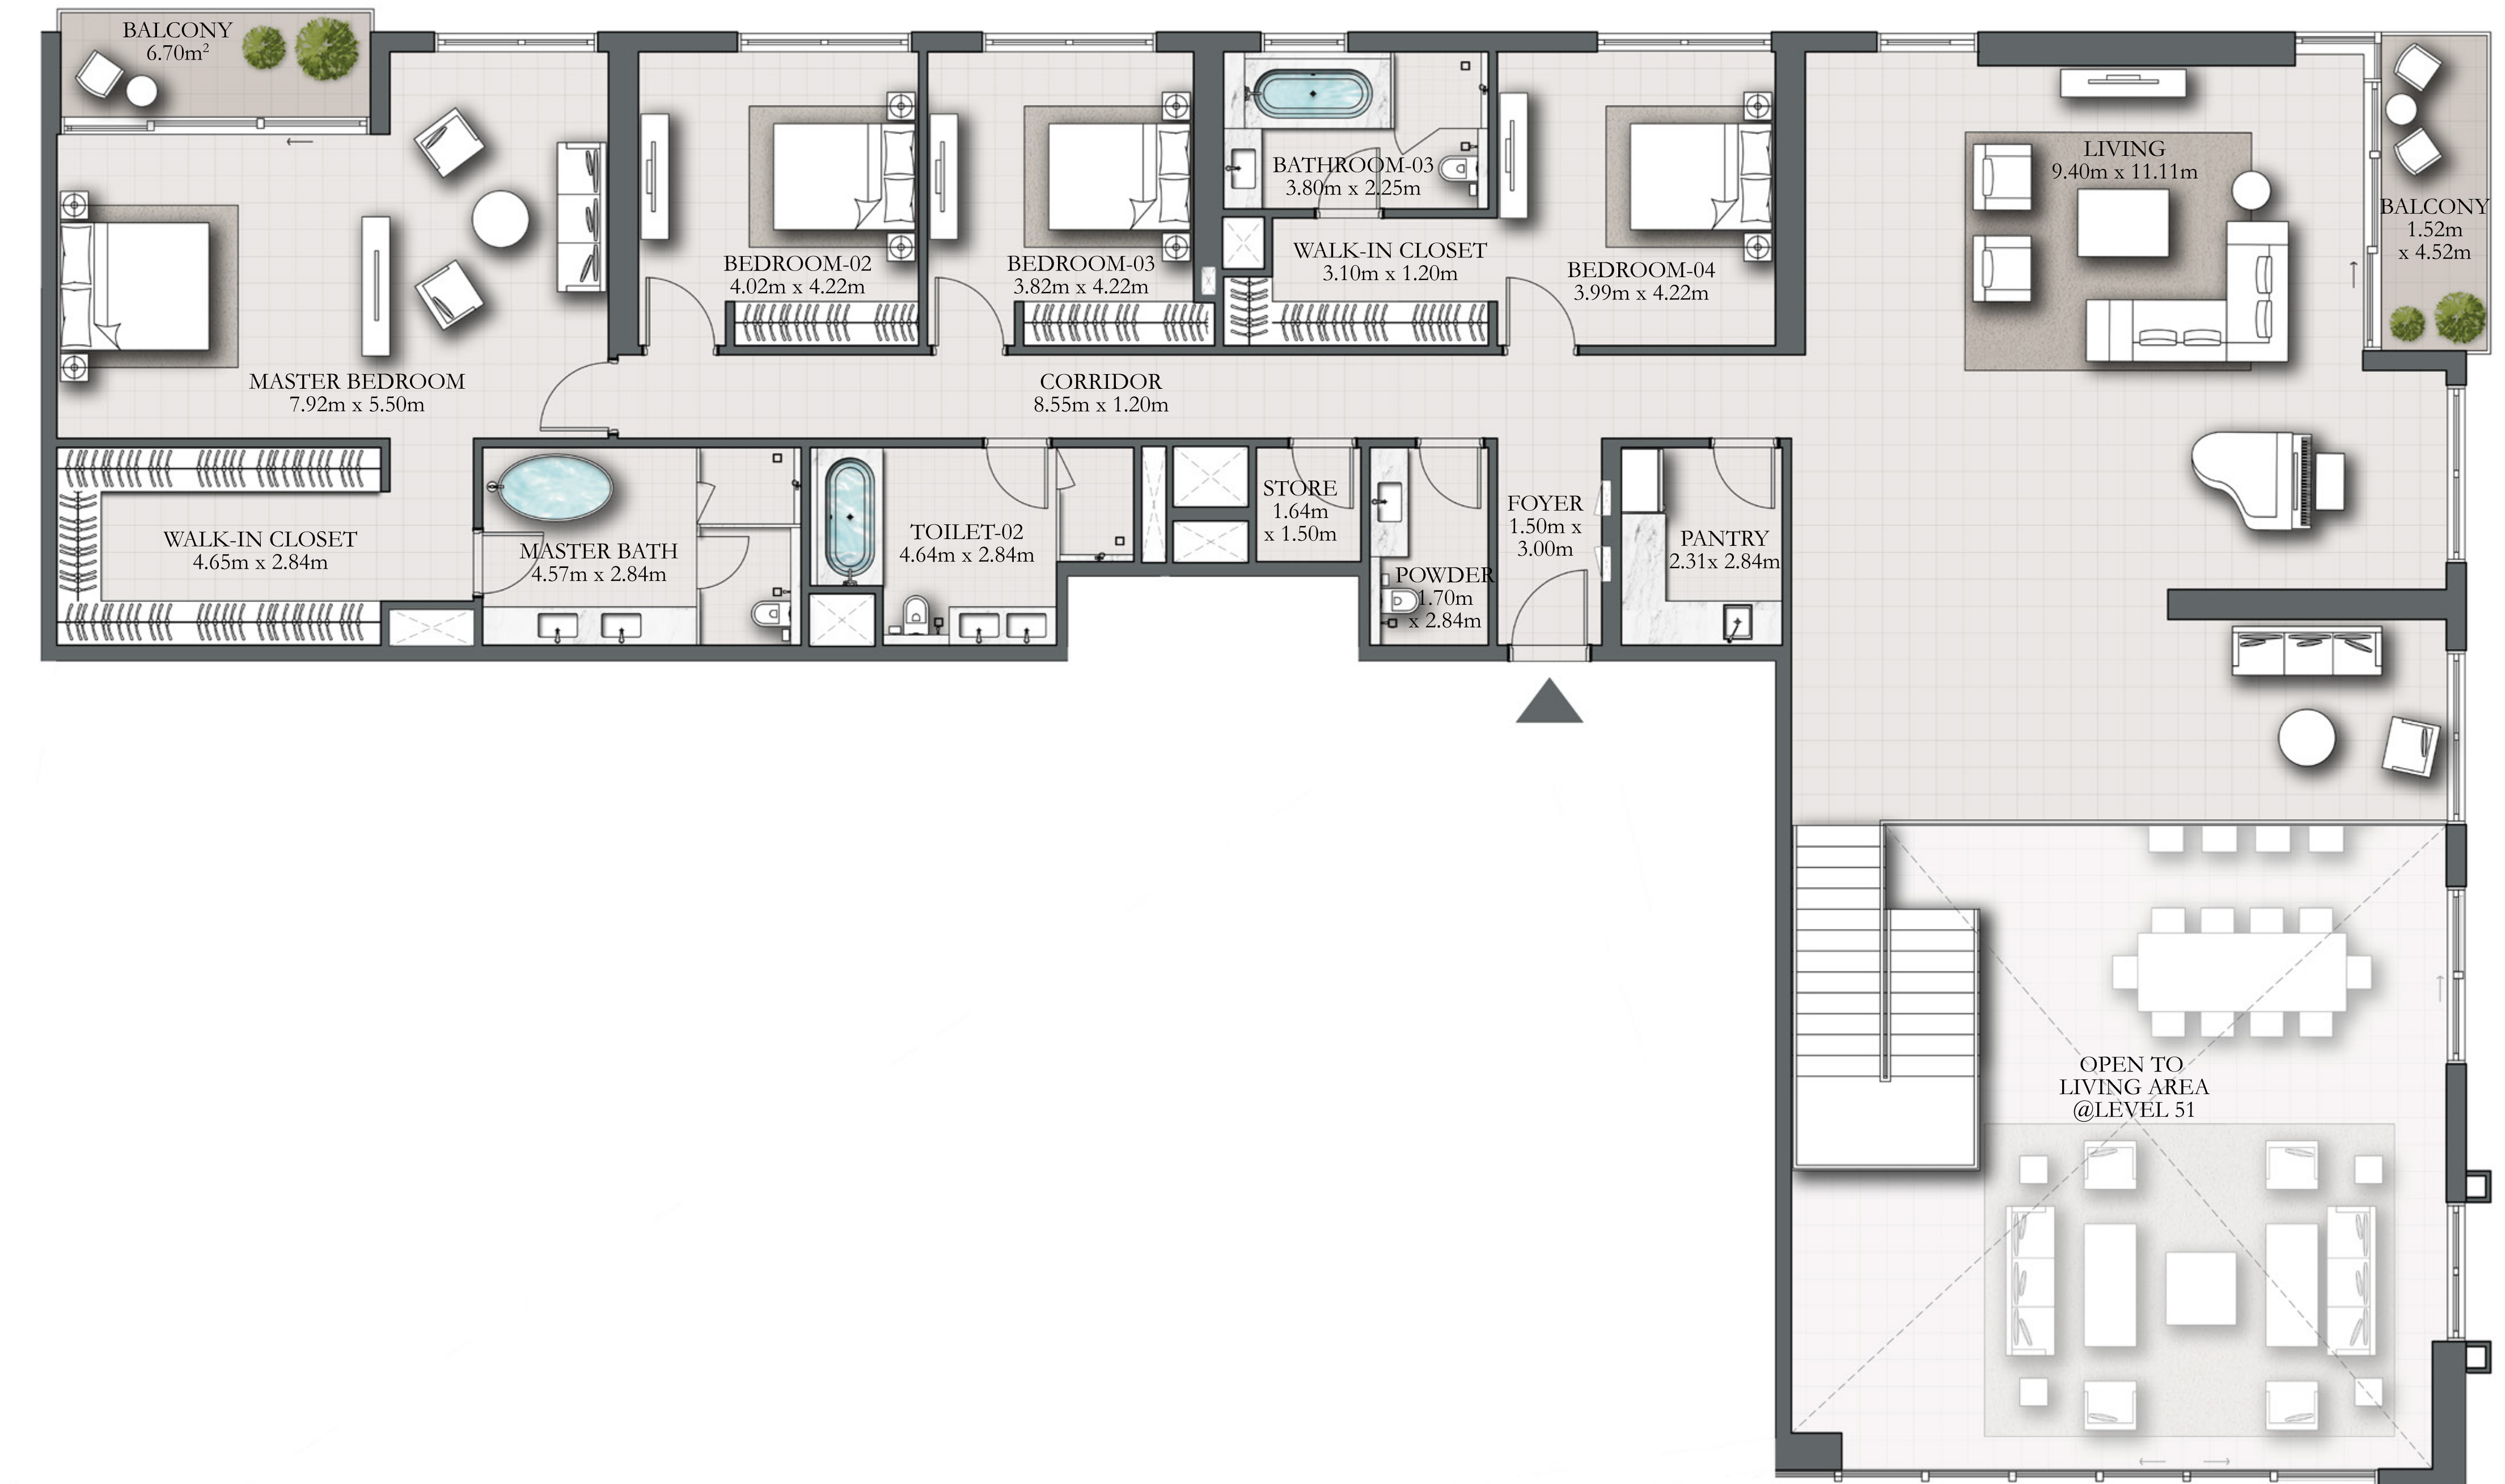 BALCONY
6.70m²
MASTER BEDROOM
7.92m x 5.50m
BEDROOM-02
4.02m x 4.22m
BEDROOM-03
3.82m x 4.22m
BATHROOM-03
3.80m x 2.25m
WALK-IN CLOSET
3.10m x 1.20m
BEDROOM-04
3.99m x 4.22m
LIVING
9.40m x 11.11m
BALCONY
1.52m
x 4.52m
CORRIDOR
8.55m x 1.20m
WALK-IN CLOSET
4.65m x 2.84m
MASTER BATH
4.57m x 2.84m
TOILET-02
4.64m x 2.84m
STORE
1.64m
x 1.50m
POWDER
1.70m
x 2.84m
FOYER
1.50m x
3.00m
PANTRY
2.31x 2.84m
OPEN TO
LIVING AREA
@LEVEL 51